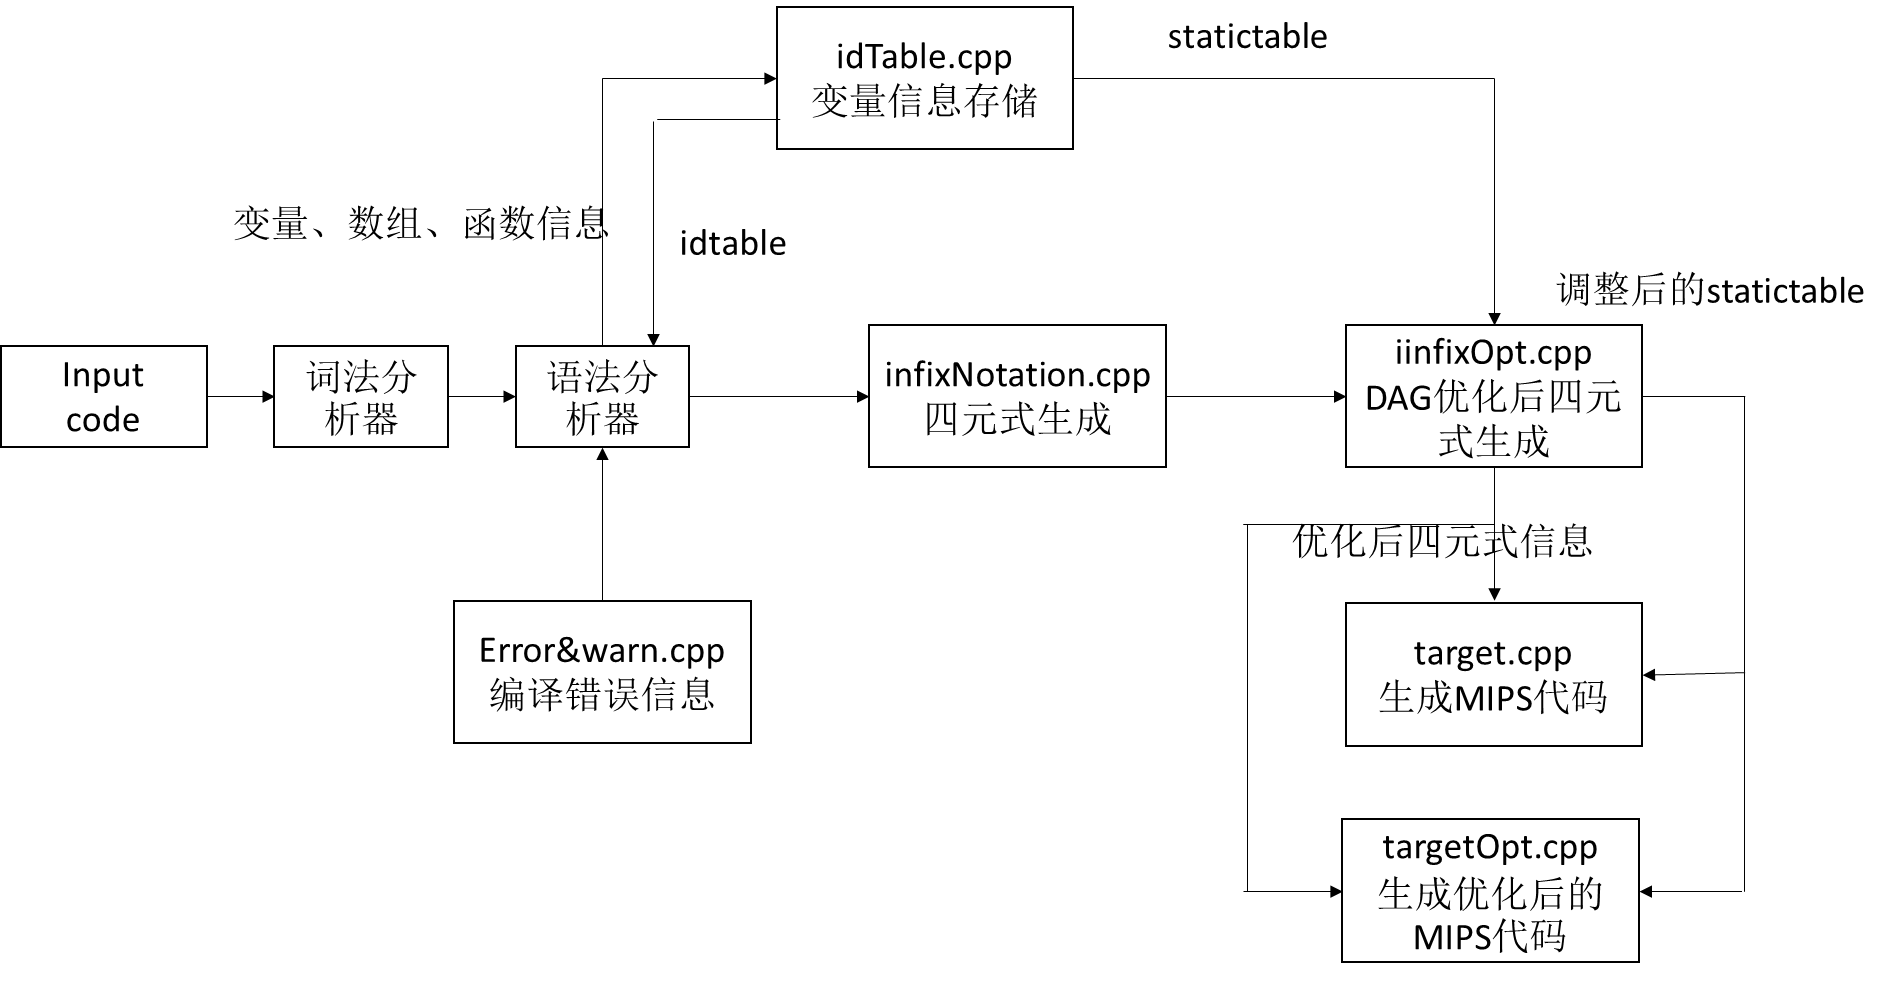 idTable.cpp
变量信息存储
statictable
变量、数组、函数信息
idtable
调整后的statictable
Input
code
词法分
析器
语法分
析器
infixNotation.cpp
四元式生成
iinfixOpt.cpp
DAG优化后四元
式生成
优化后四元式信息
Error&warn.cpp
编译错误信息
target.cpp
生成MIPS代码
targetOpt.cpp
生成优化后的
MIPS代码